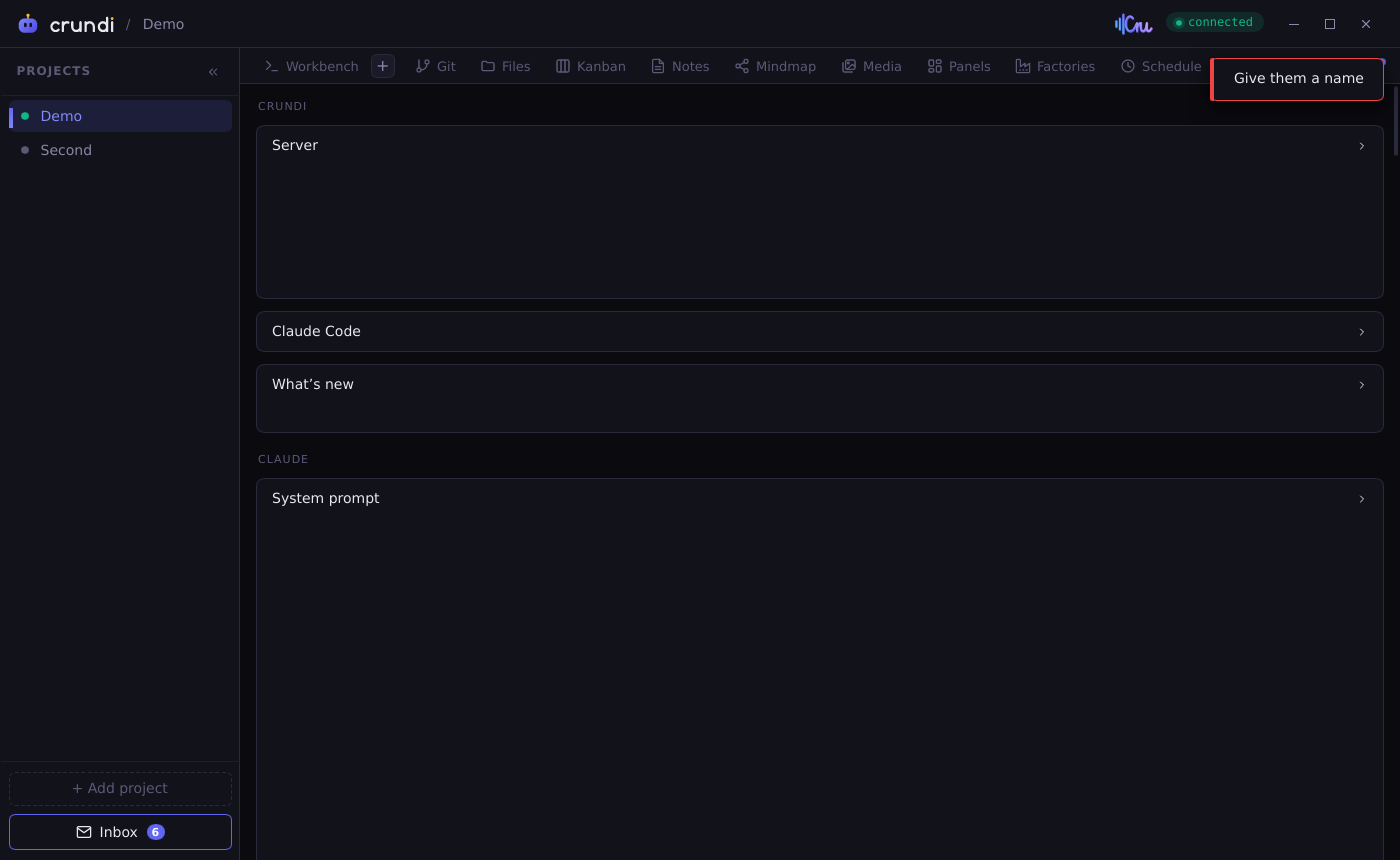 crundi / Demo
Cru
connected
PROJECTS
«
Workbench
+
Git
Files
Kanban
Notes
Mindmap
Media
Panels
Factories
Schedule
Give them a name
Demo
Second
CRUNDI
Server
Claude Code
What’s new
CLAUDE
System prompt
+ Add project
Inbox 6